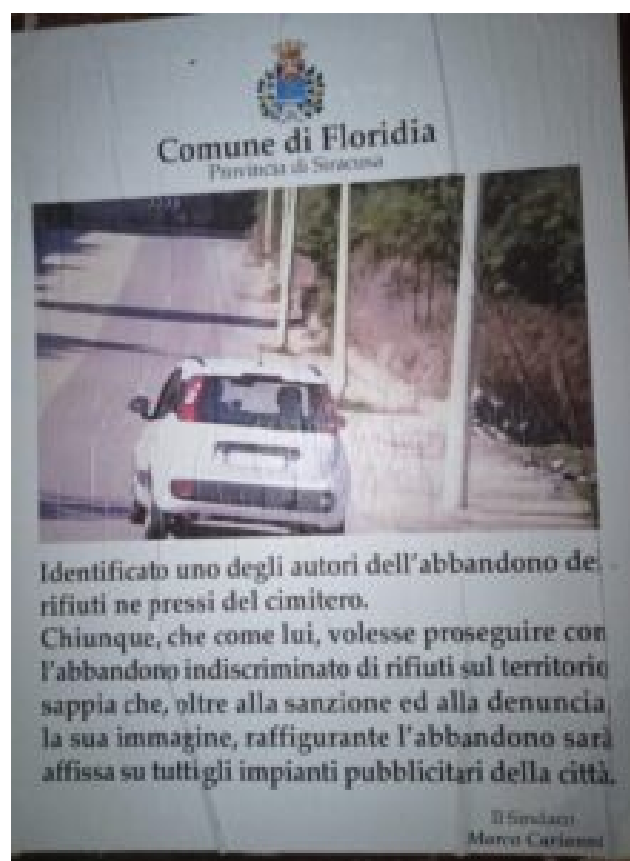 Comune di Floridia
Provincia di Siracusa
Identificato uno degli autori dell'abbandono dei
rifiuti ne pressi del cimitero.
Chiunque, che come lui, volesse proseguire con
l'abbandono indiscriminato di rifiuti sul territorio
sappia che, oltre alla sanzione ed alla denuncia,
la sua immagine, raffigurante l'abbandono sarà
affissa su tutti gli impianti pubblicitari della città.
Il Sindaco
Marco Carianni